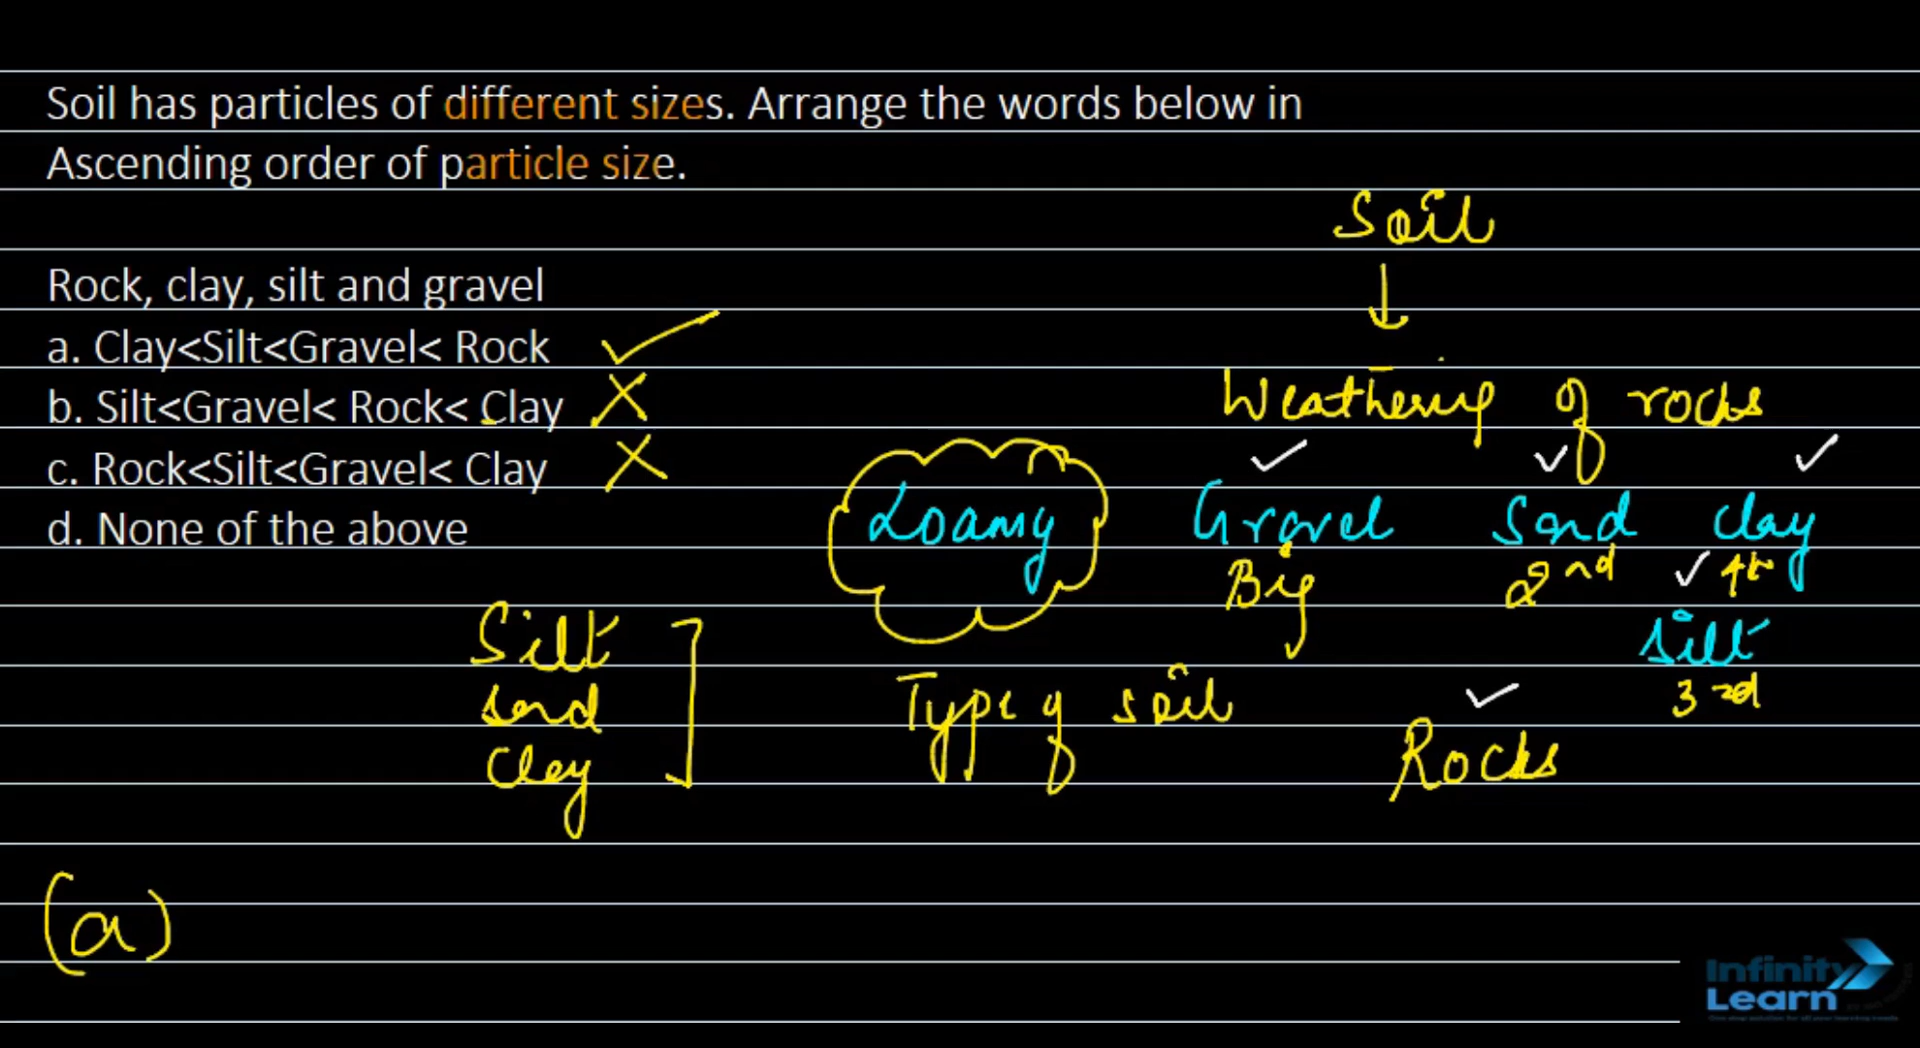 Soil has particles of different sizes. Arrange the words below in
Ascending order of particle size.
Soil
Rock, clay, silt and gravel
a. Clay<Silt<Gravel< Rock
Weathering of rocks
b. Silt<Gravel< Rock< Clay
c. Rock<Silt<Gravel< Clay
Loamy Gravel Sand Clay
d. None of the above
Big 2nd 4th
Silt
Silt
sand
Type of soil
3rd
Clay
Rocks
(a)
Infinity
Learn